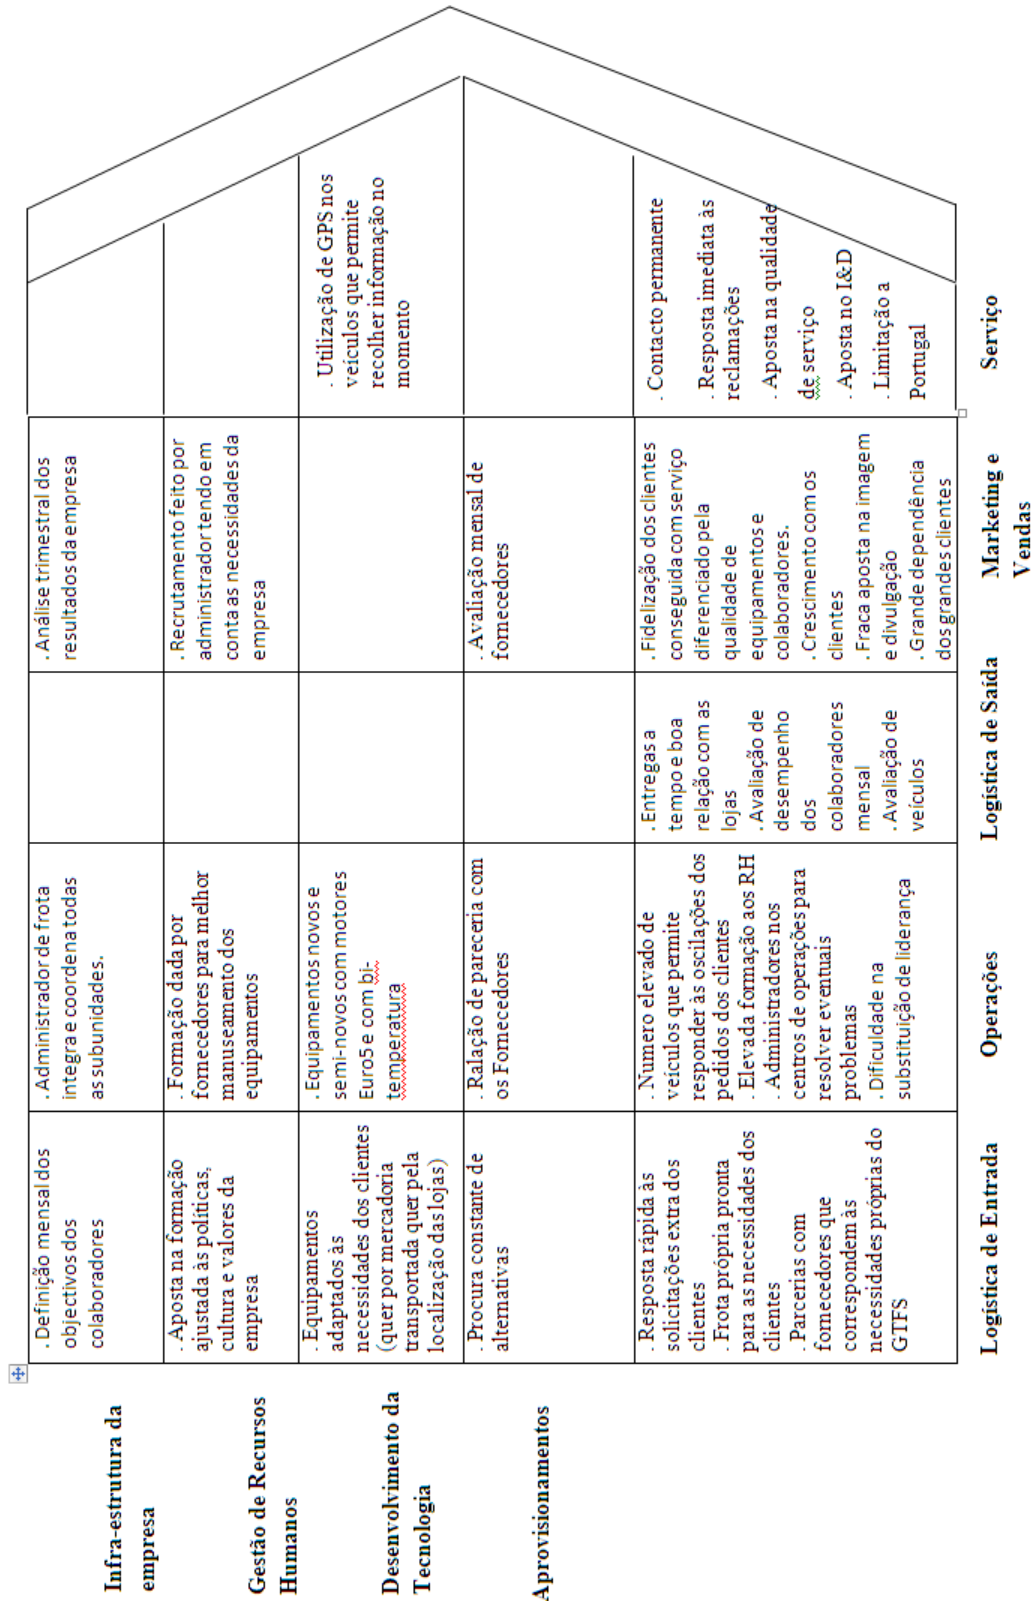 Infra-estrutura da
empresa
. Definição mensal dos
objectivos dos
colaboradores
. Administrador de frota
integra e coordena todas
as subunidades.
. Análise trimestral dos
resultados da empresa
Gestão de Recursos
Humanos
. Aposta na formação
ajustada às políticas,
cultura e valores da
empresa
. Formação dada por
fornecedores para melhor
manuseamento dos
equipamentos
. Recrutamento feito por
administrador tendo em
conta as necessidades da
empresa
Desenvolvimento da
Tecnologia
. Equipamentos
adaptados às
necessidades dos clientes
(quer por mercadoria
transportada quer pela
localização das lojas)
. Equipamentos novos e
semi-novos com motores
Euro5 e com bi-
temperatura
. Utilização de GPS nos
veículos que permite
recolher informação no
momento
Aprovisionamentos
. Procura constante de
alternativas
. Ralação de pareceria com
os Fornecedores
. Avaliação mensal de
fornecedores
. Resposta rápida às
solicitações extra dos
clientes
. Frota própria pronta
para as necessidades dos
clientes
. Parcerias com
fornecedores que
correspondem às
necessidades próprias do
GTFS
. Numero elevado de
veículos que permite
responder às oscilações dos
pedidos dos clientes
. Elevada formação aos RH
. Administradores nos
centros de operações para
resolver eventuais
problemas
. Dificuldade na
substituição de liderança
. Entregas a
tempo e boa
relação com as
lojas
. Avaliação de
desempenho
dos
colaboradores
mensal
. Avaliação de
veículos
. Fidelização dos clientes
conseguida com serviço
diferenciado pela
qualidade de
equipamentos e
colaboradores.
. Crescimento com os
clientes
. Fraca aposta na imagem
e divulgação
. Grande dependência
dos grandes clientes
. Contacto permanente
. Resposta imediata às
reclamações
. Aposta na qualidade
de serviço
. Aposta no I&D
. Limitação a
Portugal
Logística de Entrada
Operações
Logística de Saída
Marketing e
Vendas
Serviço